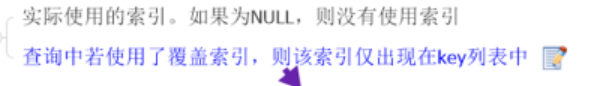 实际使用的索引。如果为NULL，则没有使用索引
查询中若使用了覆盖索引，则该索引仅出现在key列表中